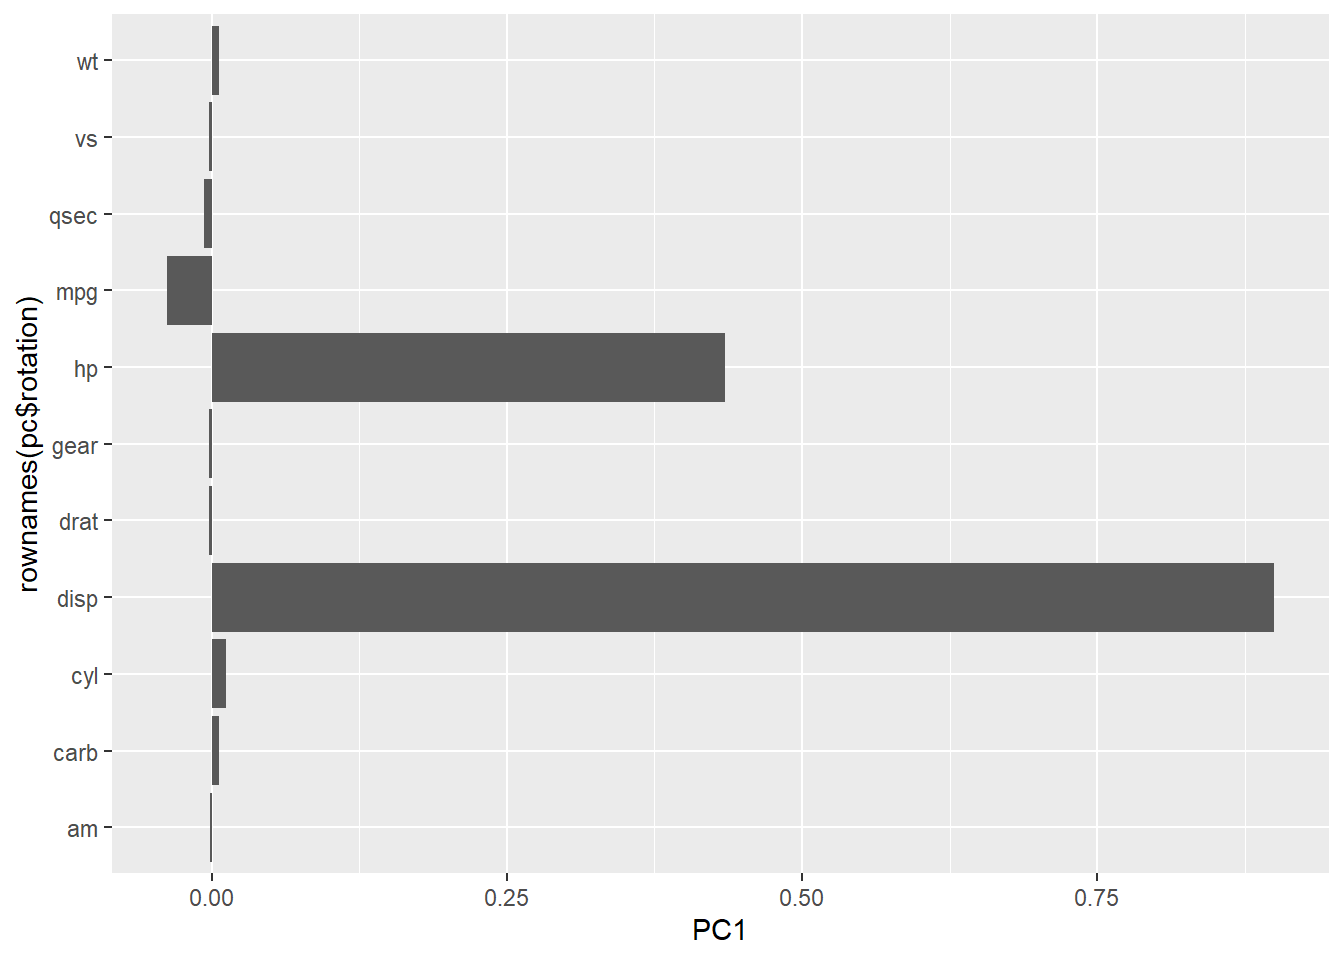 wt
vs
qsec
mpg
hp
gear
drat
disp
cyl
carb
am
rownames(pc$rotation)
0.00 0.25 0.50 0.75
PC1